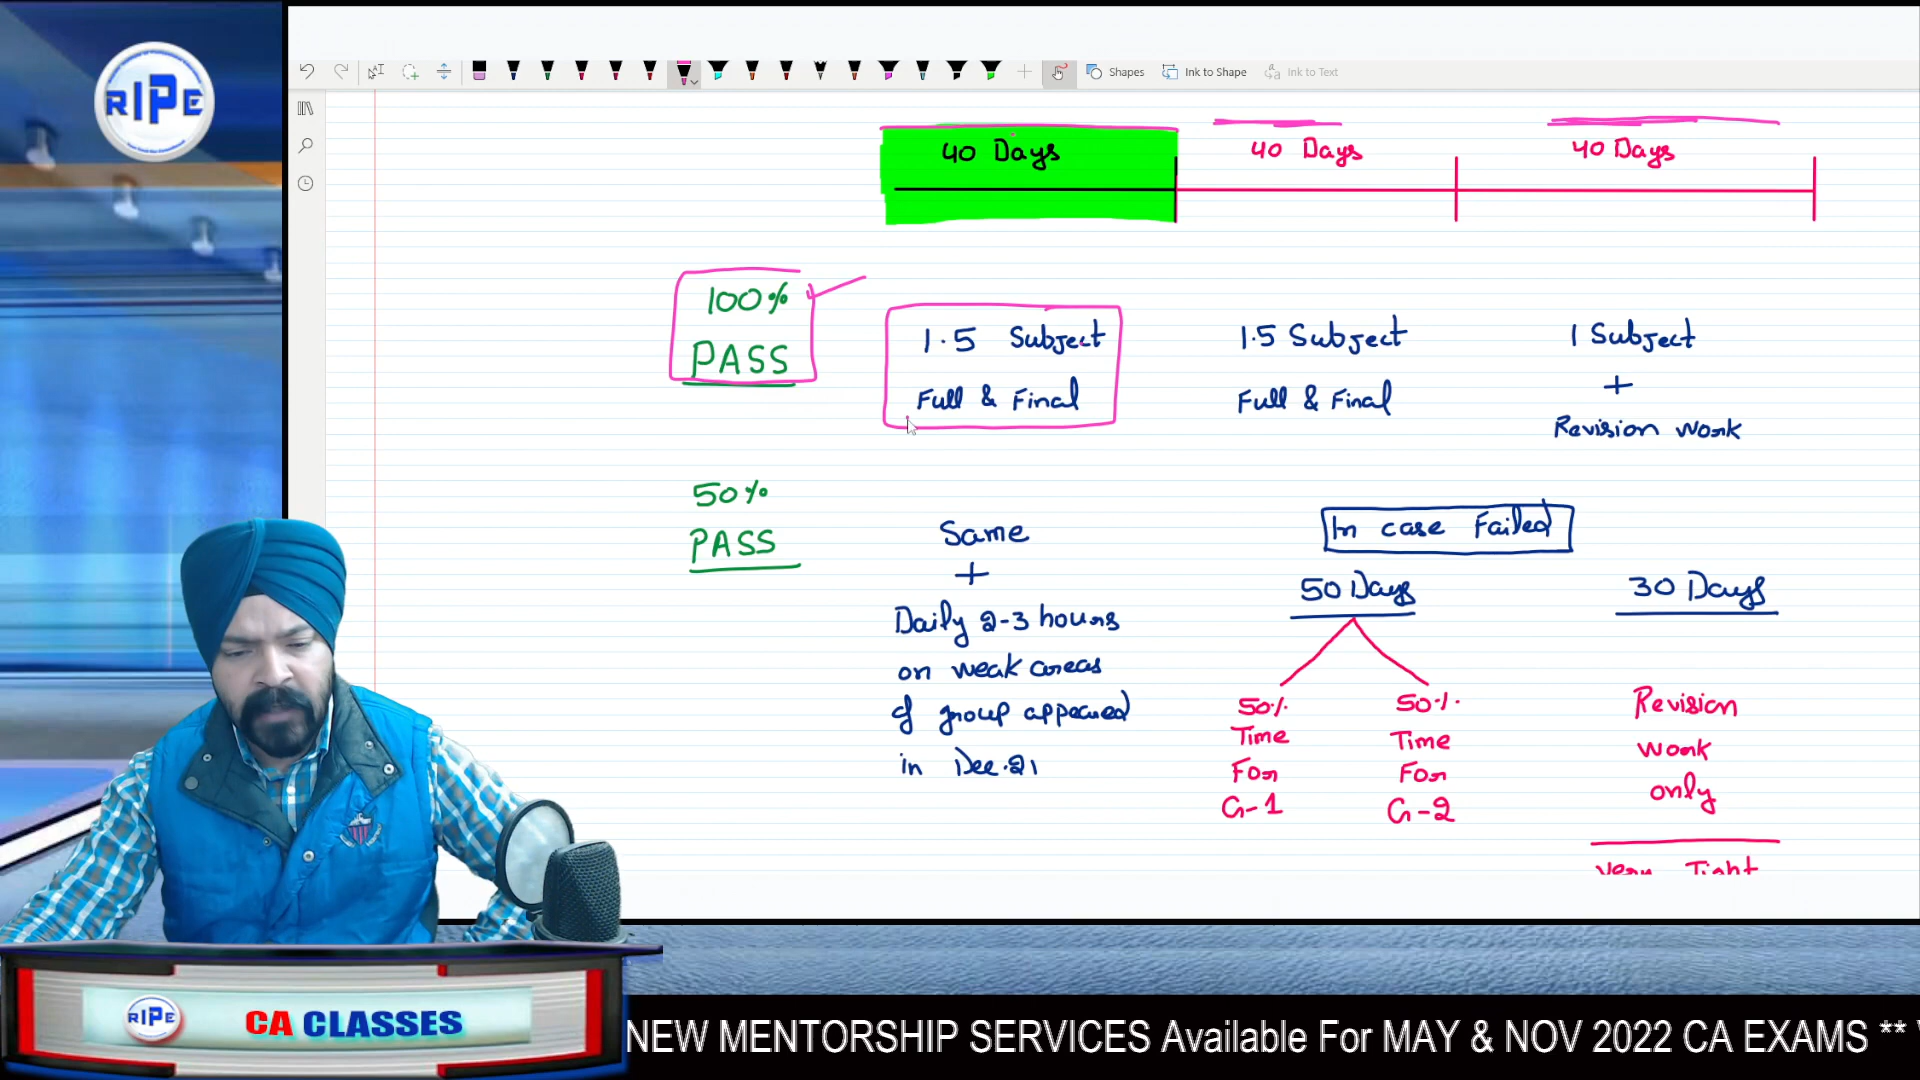 RIPE
Shapes
Ink to Shape
Ink to Text
40 Days
40 Days
40 Days
100%
PASS
1.5 Subject
Full & Final
1.5 Subject
Full & Final
1 Subject
+
Revision Work
50%
PASS
Same
+
Daily 2-3 hours
on weak areas
of group appeared
in Dec.21
In case Failed
50 Days
30 Days
50%
Time
For
G-1
50%
Time
For
G-2
Revision
Work
only
Very Tight
RIPE
CA CLASSES
NEW MENTORSHIP SERVICES Available For MAY & NOV 2022 CA EXAMS **